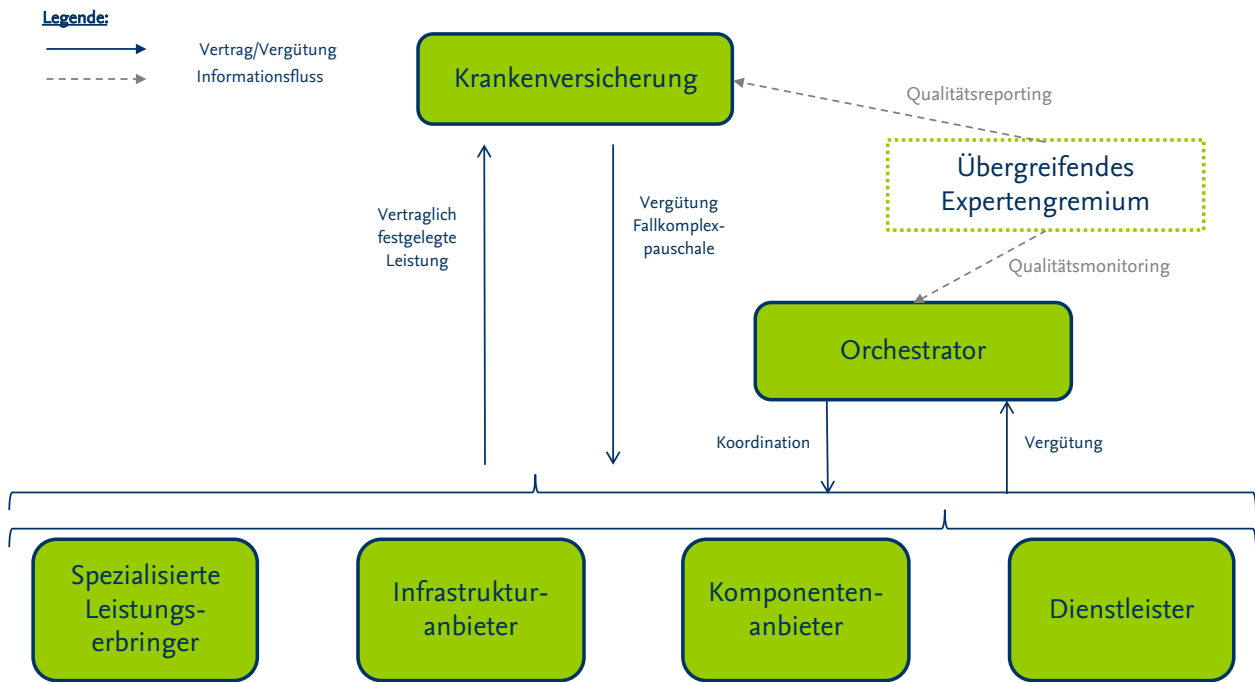 Legende:
Vertrag/Vergütung
Informationsfluss
Krankenversicherung
Qualitätsreporting
Übergreifendes
Expertengremium
Vertraglich
festgelegte
Leistung
Vergütung
Fallkomplex-
pauschale
Qualitätsmonitoring
Orchestrator
Koordination
Vergütung
Spezialisierte
Leistungs-
erbringer
Infrastruktur-
anbieter
Komponenten-
anbieter
Dienstleister